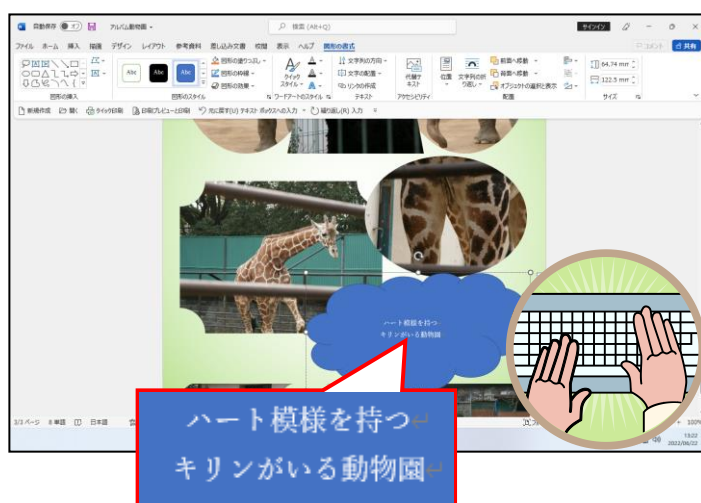 自動保存 アルバム動物園 検索 (Alt+Q) サインイン
ファイル ホーム 挿入 描画 デザイン レイアウト 参考資料 差し込み文書 校閲 表示 ヘルプ 図形の書式 コメント 共有
図形の塗りつぶし 文字列の方向 前面へ移動 64.74 mm
Abc Abc Abc 図形の枠線 クイックスタイル 文字の配置 代替テキスト 位置 文字列の折り返し 背面へ移動 122.5 mm
図形の効果 リンクの作成 オブジェクトの選択と表示
図形の挿入 図形のスタイル ワードアートのスタイル テキスト アクセシビリティ 配置 サイズ
新規作成 開く クイック印刷 印刷プレビューと印刷 元に戻す(U) テキスト ボックスへの入力 繰り返し(R) 入力
ハート模様を持つ
キリンがいる動物園
3/3 ページ 8 単語 日本語 100%
13:22
2022/06/22
ハート模様を持つ
キリンがいる動物園